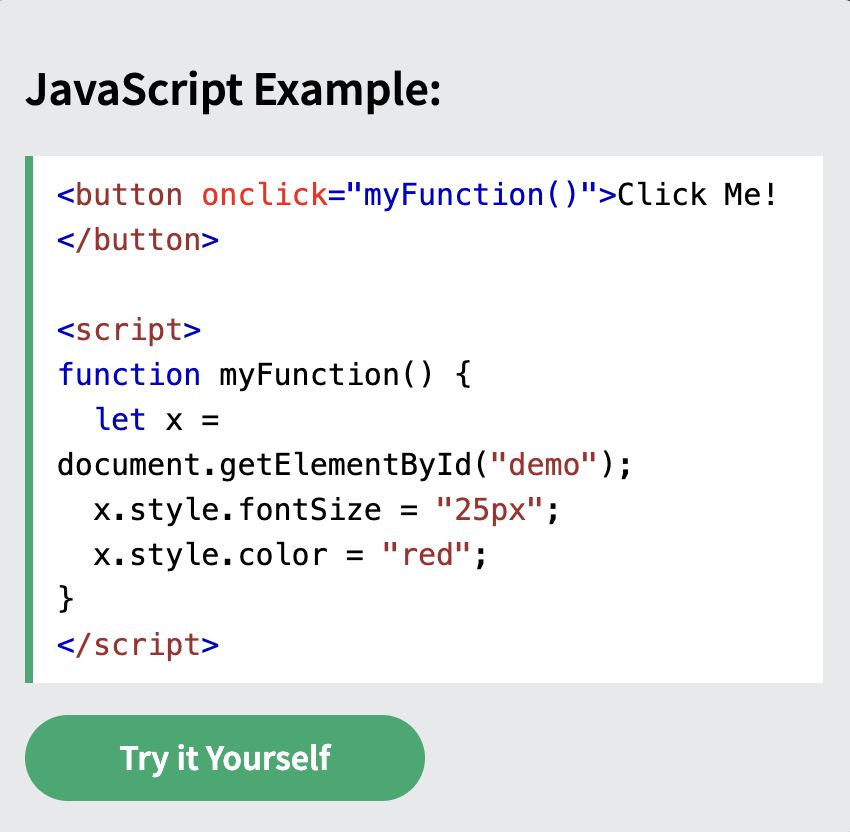 JavaScript Example:
<button onclick="myFunction()">Click Me!
</button>

<script>
function myFunction() {
  let x =
document.getElementById("demo");
  x.style.fontSize = "25px";
  x.style.color = "red";
}
</script>
Try it Yourself